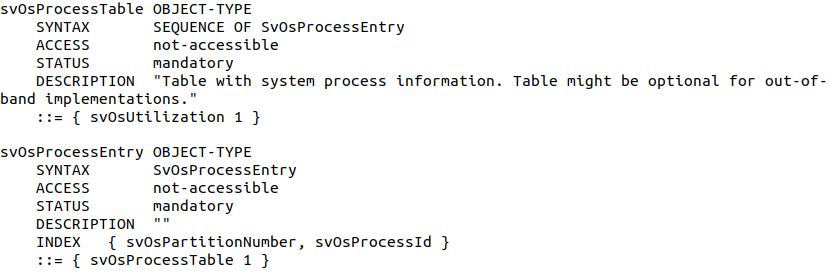 svOsProcessTable OBJECT-TYPE
    SYNTAX       SEQUENCE OF SvOsProcessEntry
    ACCESS       not-accessible
    STATUS       mandatory
    DESCRIPTION  "Table with system process information. Table might be optional for out-of-
band implementations."
    ::= { svOsUtilization 1 }

svOsProcessEntry OBJECT-TYPE
    SYNTAX       SvOsProcessEntry
    ACCESS       not-accessible
    STATUS       mandatory
    DESCRIPTION  ""
    INDEX   { svOsPartitionNumber, svOsProcessId }
    ::= { svOsProcessTable 1 }